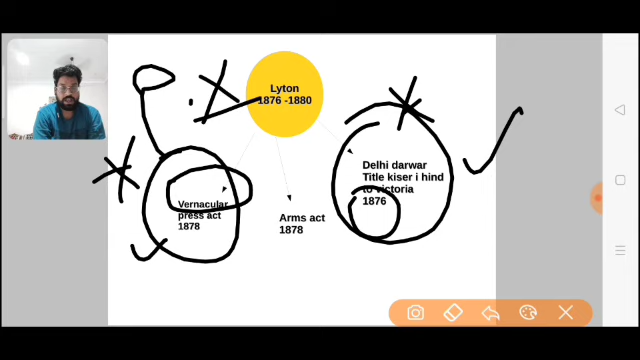 Lyton
1876 -1880
Delhi darwar
Title kiser i hind
to victoria
1876
Vernacular
press act
1878
Arms act
1878